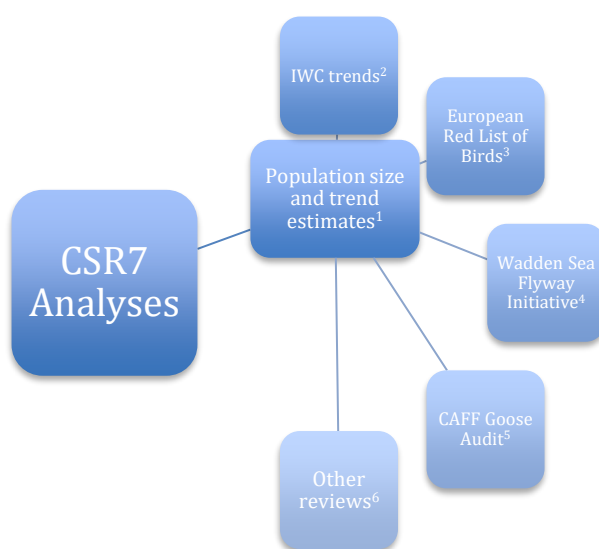 IWC trends²
European
Red List of
Birds³
Population size
and trend
estimates¹
CSR7
Analyses
Wadden Sea
Flyway
Initiative⁴
CAFF Goose
Audit⁵
Other
reviews⁶